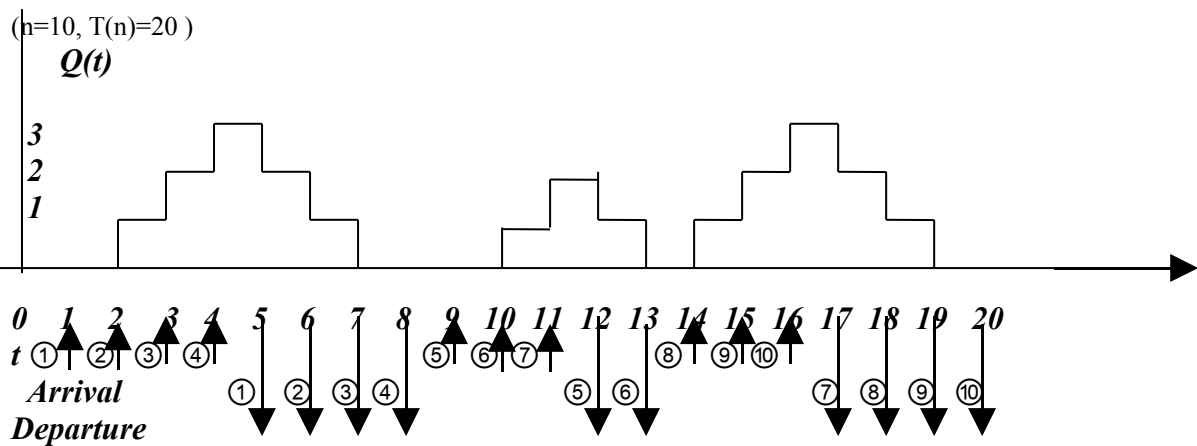 (n=10, T(n)=20 )
Q(t)
3
2
1
0 1 2 3 4 5 6 7 8 9 10 11 12 13 14 15 16 17 18 19 20
t ① ② ③ ④ ⑤ ⑥ ⑦ ⑧ ⑨ ⑩
Arrival ① ② ③ ④ ⑤ ⑥ ⑦ ⑧ ⑨ ⑩
Departure